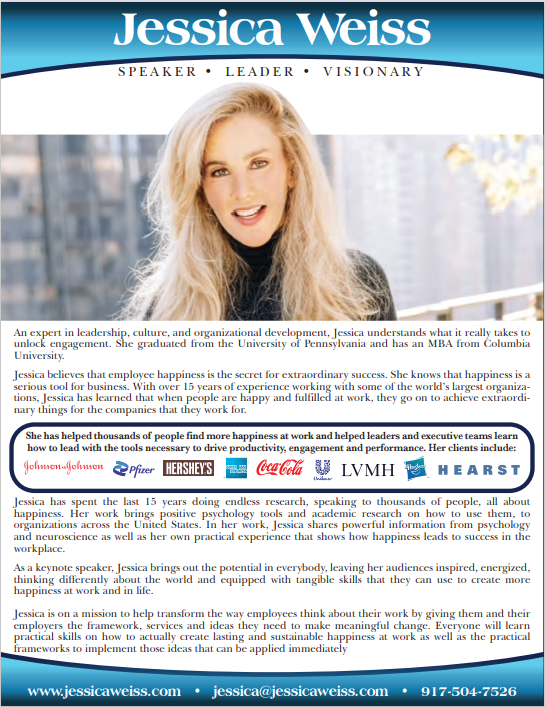 Jessica Weiss
SPEAKER • LEADER • VISIONARY
An expert in leadership, culture, and organizational development, Jessica understands what it really takes to
unlock engagement. She graduated from the University of Pennsylvania and has an MBA from Columbia
University.
Jessica believes that employee happiness is the secret for extraordinary success. She knows that happiness is a
serious tool for business. With over 15 years of experience working with some of the world's largest organiza-
tions, Jessica has learned that when people are happy and fulfilled at work, they go on to achieve extraordi-
nary things for the companies that they work for.
She has helped thousands of people find more happiness at work and helped leaders and executive teams learn
how to lead with the tools necessary to drive productivity, engagement and performance. Her clients include:
Johnson&Johnson Pfizer HERSHEY'S Coca-Cola Unilever LVMH Hasbro HEARST
Jessica has spent the last 15 years doing endless research, speaking to thousands of people, all about
happiness. Her work brings positive psychology tools and academic research on how to use them, to
organizations across the United States. In her work, Jessica shares powerful information from psychology
and neuroscience as well as her own practical experience that shows how happiness leads to success in the
workplace.
As a keynote speaker, Jessica brings out the potential in everybody, leaving her audiences inspired, energized,
thinking differently about the world and equipped with tangible skills that they can use to create more
happiness at work and in life.
Jessica is on a mission to help transform the way employees think about their work by giving them and their
employers the framework, services and ideas they need to make meaningful change. Everyone will learn
practical skills on how to actually create lasting and sustainable happiness at work as well as the practical
frameworks to implement those ideas that can be applied immediately
www.jessicaweiss.com • jessica@jessicaweiss.com • 917-504-7526